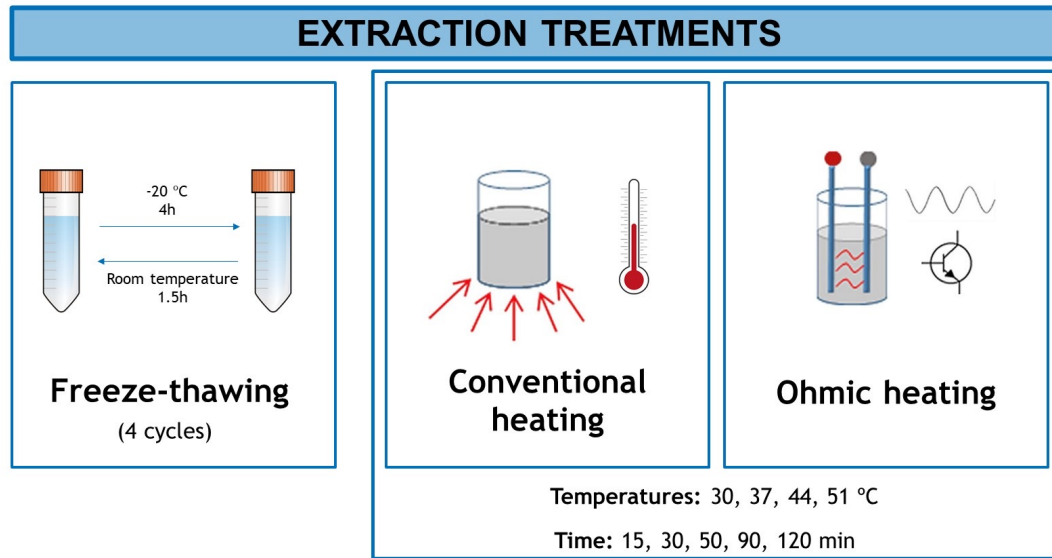 EXTRACTION TREATMENTS
-20 ºC
4h
Room temperature
1.5h
Freeze-thawing
(4 cycles)
Conventional
heating
Ohmic heating
Temperatures: 30, 37, 44, 51 ºC
Time: 15, 30, 50, 90, 120 min